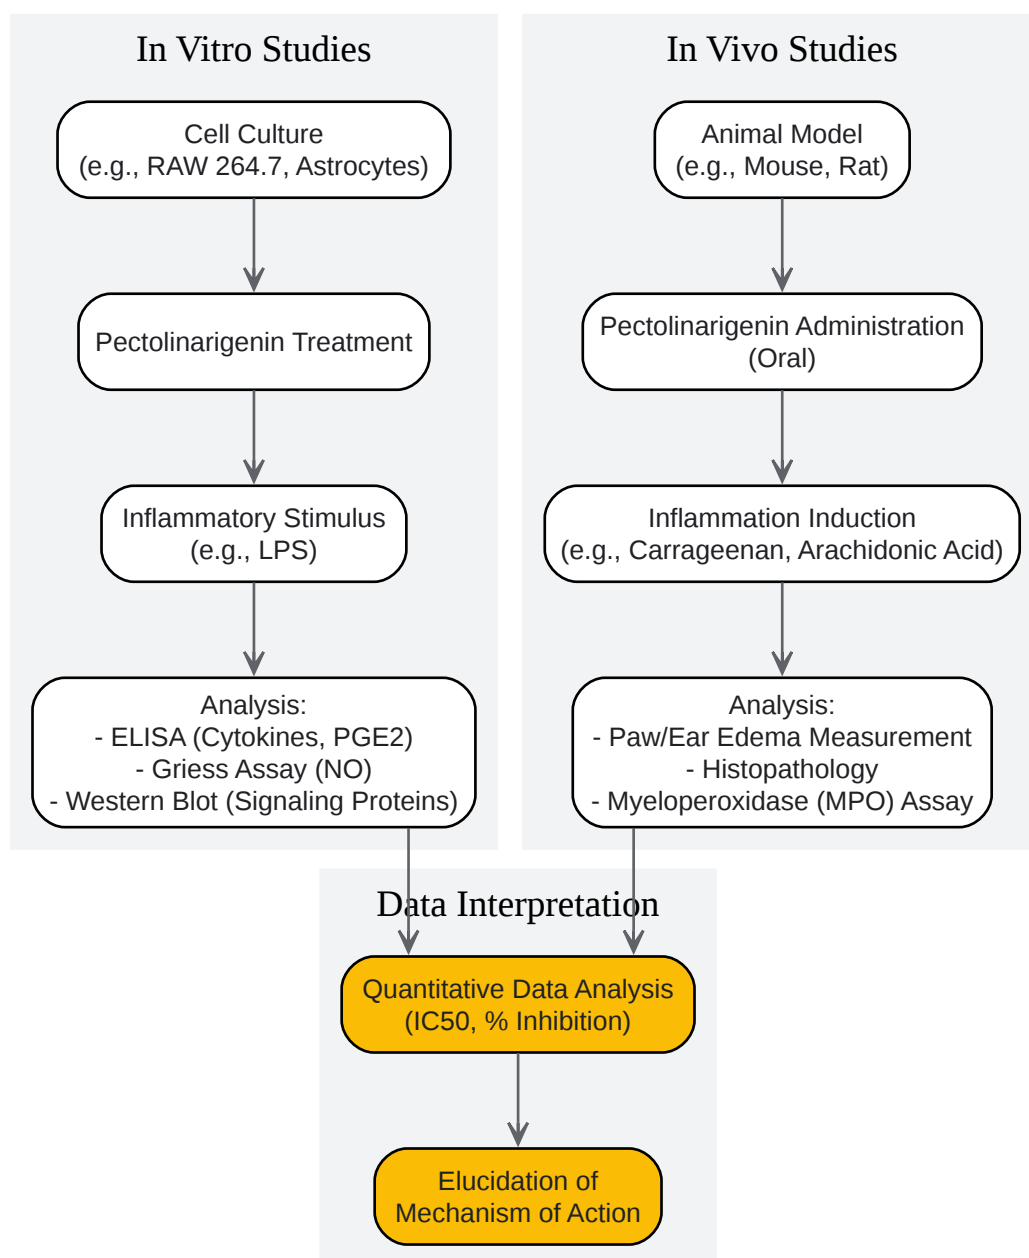 In Vitro Studies
Cell Culture
(e.g., RAW 264.7, Astrocytes)
Pectolinarigenin Treatment
Inflammatory Stimulus
(e.g., LPS)
Analysis:
- ELISA (Cytokines, PGE2)
- Griess Assay (NO)
- Western Blot (Signaling Proteins)
In Vivo Studies
Animal Model
(e.g., Mouse, Rat)
Pectolinarigenin Administration
(Oral)
Inflammation Induction
(e.g., Carrageenan, Arachidonic Acid)
Analysis:
- Paw/Ear Edema Measurement
- Histopathology
- Myeloperoxidase (MPO) Assay
Data Interpretation
Quantitative Data Analysis
(IC50, % Inhibition)
Elucidation of
Mechanism of Action